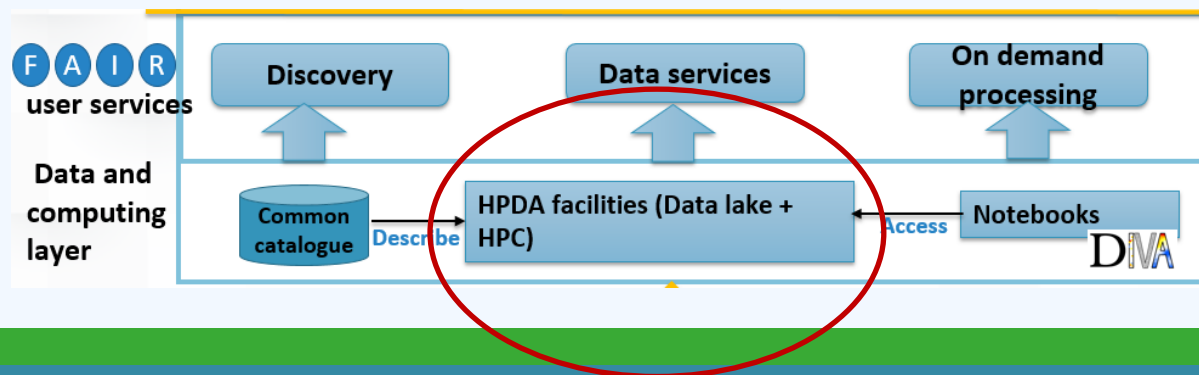 F A I R
user services
Discovery
Data services
On demand
processing
Data and
computing
layer
Common
catalogue
Describe
HPDA facilities (Data lake +
HPC)
Access
Notebooks
DIVA